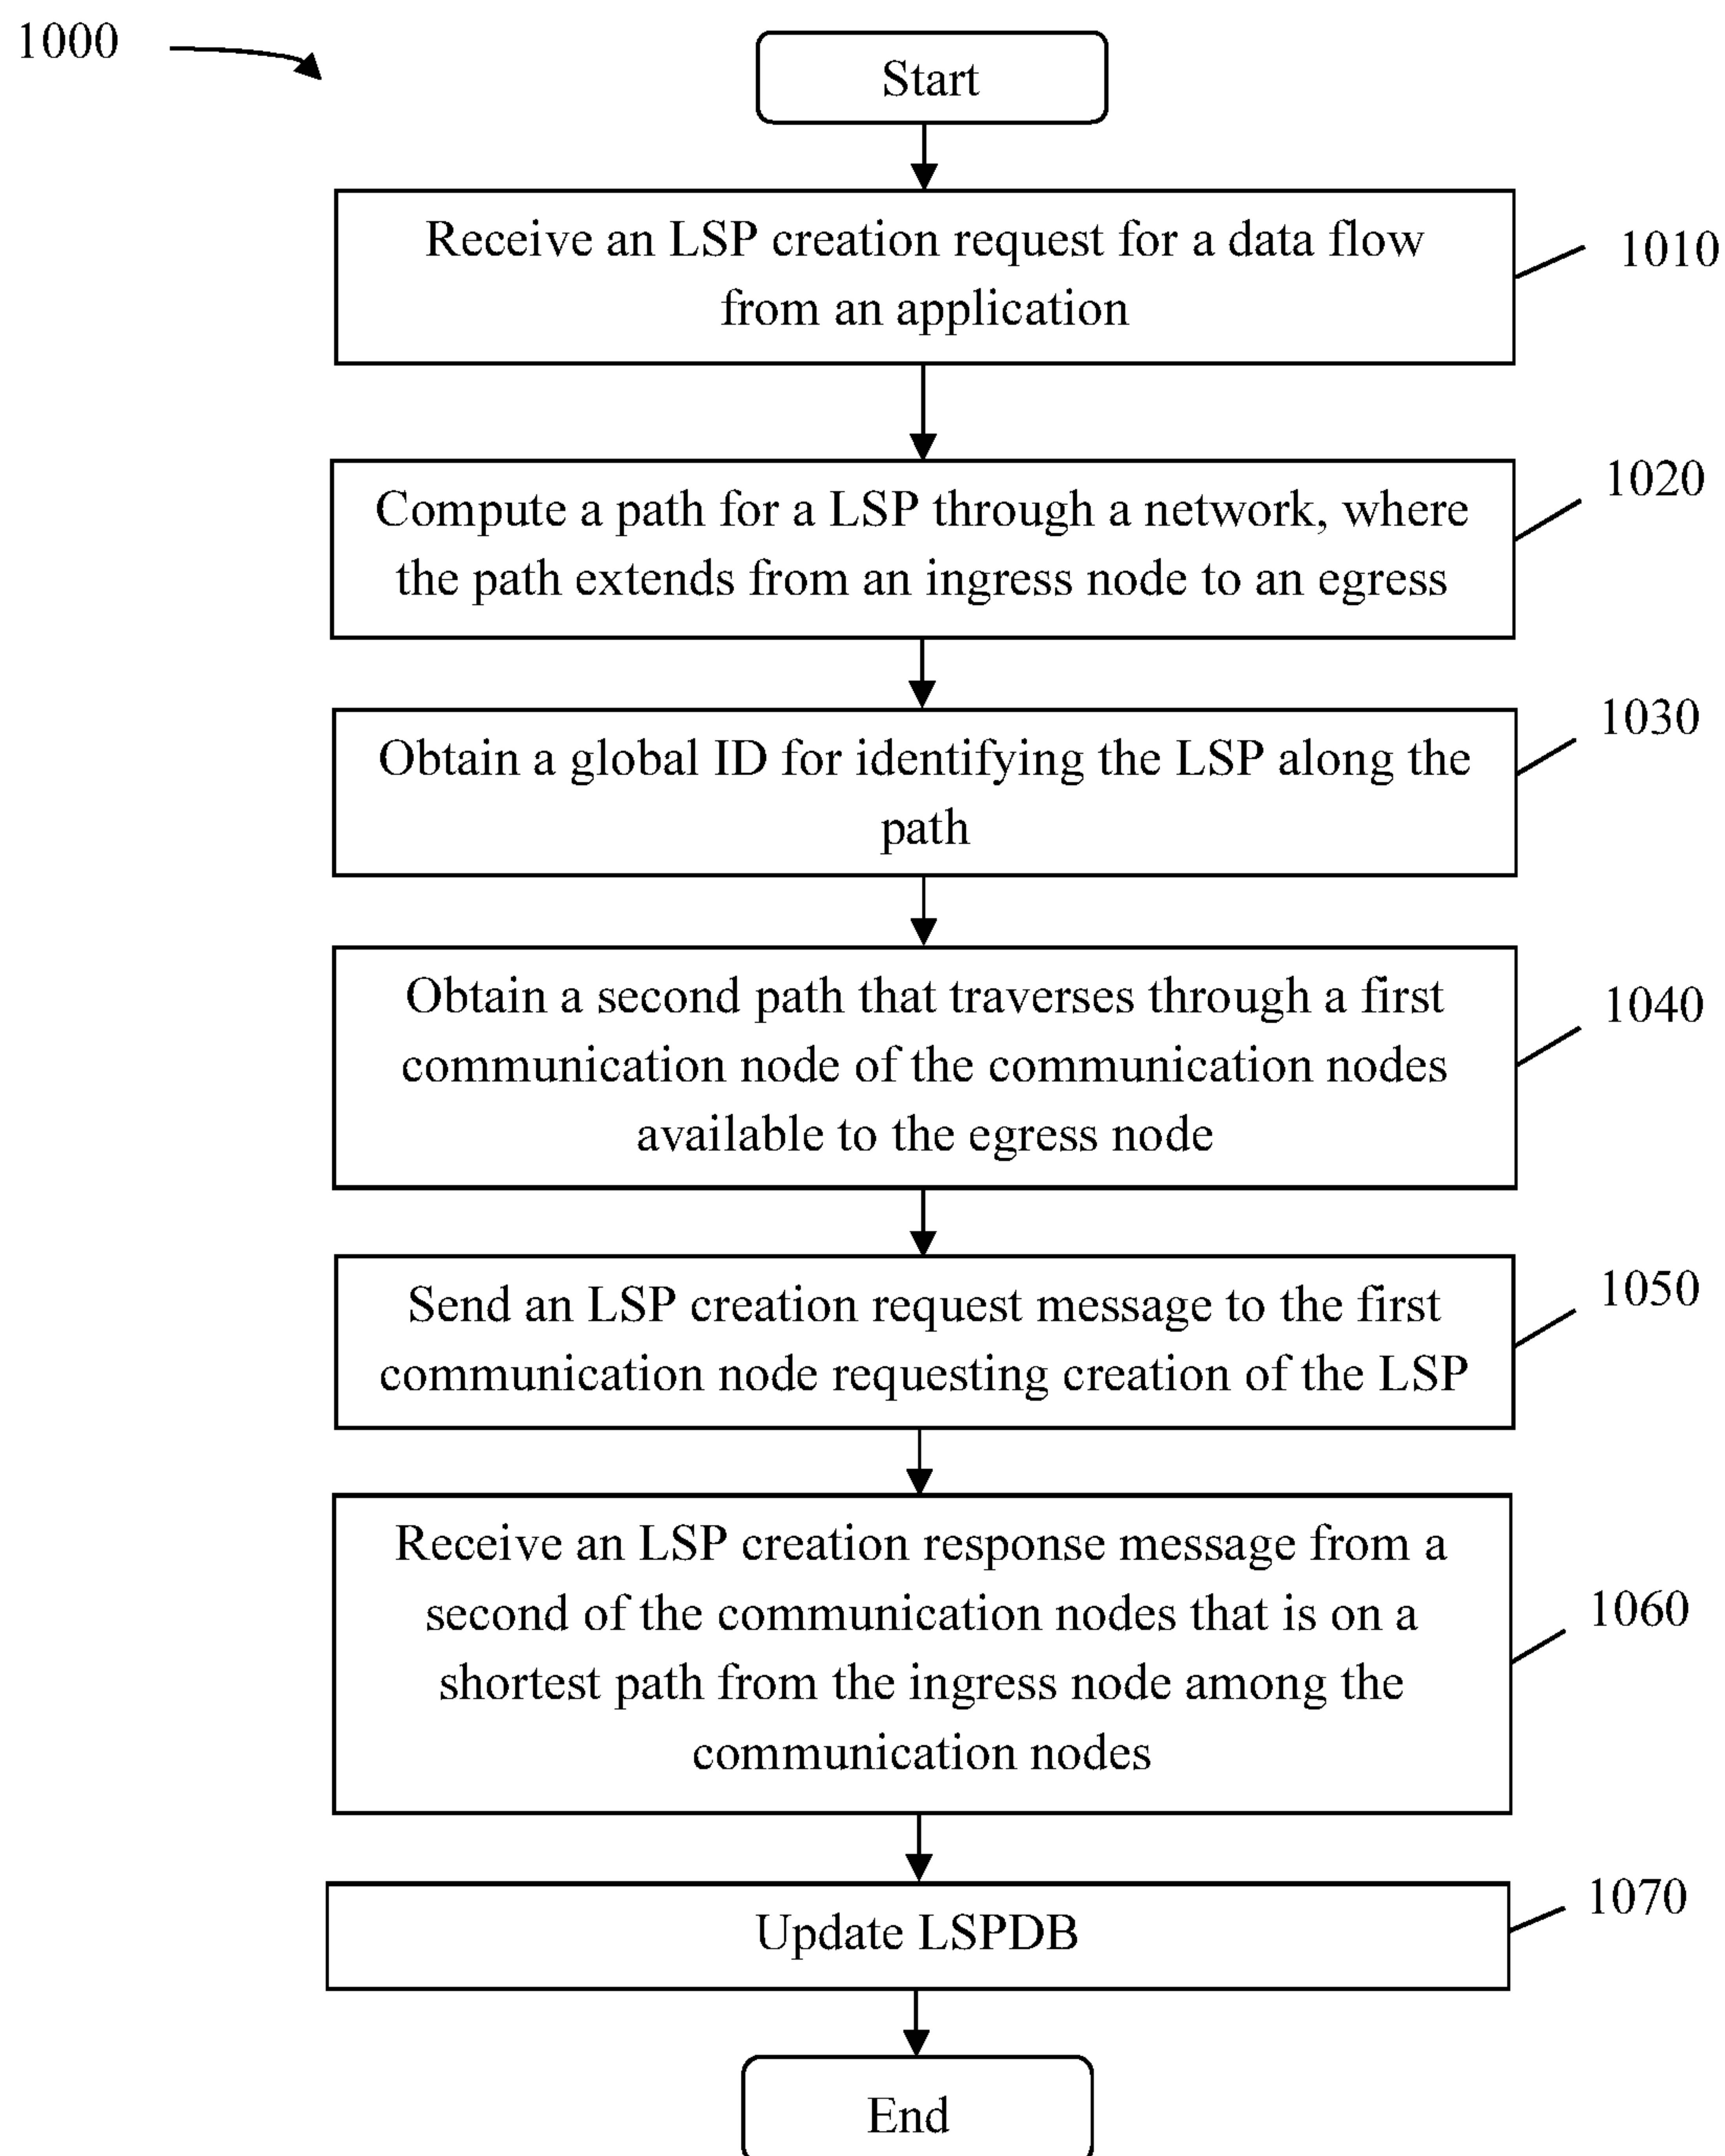 1000
Start
Receive an LSP creation request for a data flow
from an application
1010
Compute a path for a LSP through a network, where
the path extends from an ingress node to an egress
1020
Obtain a global ID for identifying the LSP along the
path
1030
Obtain a second path that traverses through a first
communication node of the communication nodes
available to the egress node
1040
Send an LSP creation request message to the first
communication node requesting creation of the LSP
1050
Receive an LSP creation response message from a
second of the communication nodes that is on a
shortest path from the ingress node among the
communication nodes
1060
Update LSPDB
1070
End